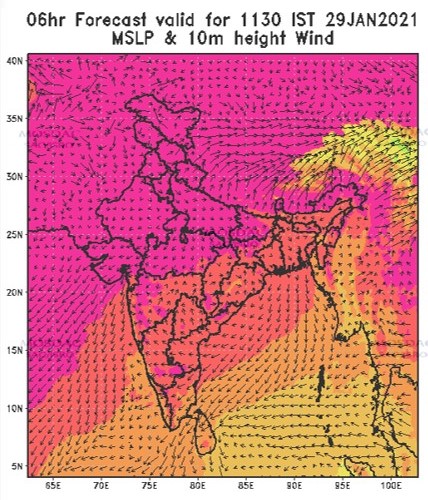 06hr Forecast valid for 1130 IST 29JAN2021
MSLP & 10m height Wind
40N
35N
30N
25N
20N
15N
10N
5N
65E 70E 75E 80E 85E 90E 95E 100E